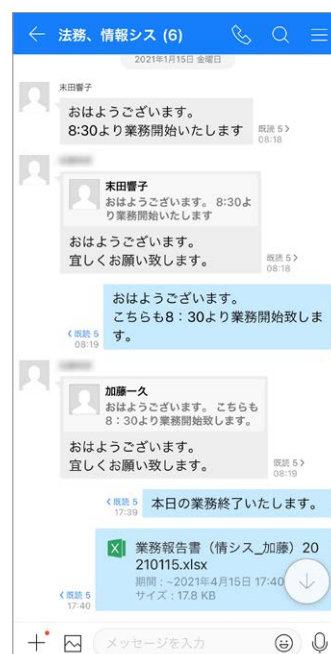 法務、情報シス (6)
2021年1月15日 金曜日
末田響子
おはようございます。
8:30より業務開始いたします
既読 5
08:18
末田響子
おはようございます。 8:30よ
り業務開始いたします
おはようございます。
宜しくお願い致します。
既読 5
08:18
おはようございます。
こちらも8：30より業務開始致しま
す。
既読 5
08:19
加藤一久
おはようございます。 こちらも
8：30より業務開始致します。
おはようございます。
宜しくお願い致します。
既読 5
08:19
本日の業務終了いたします。
既読 5
17:39
業務報告書（情シス_加藤）20
210115.xlsx
期間 : ~2021年4月15日 17:40
サイズ : 17.8 KB
既読 5
17:40
メッセージを入力